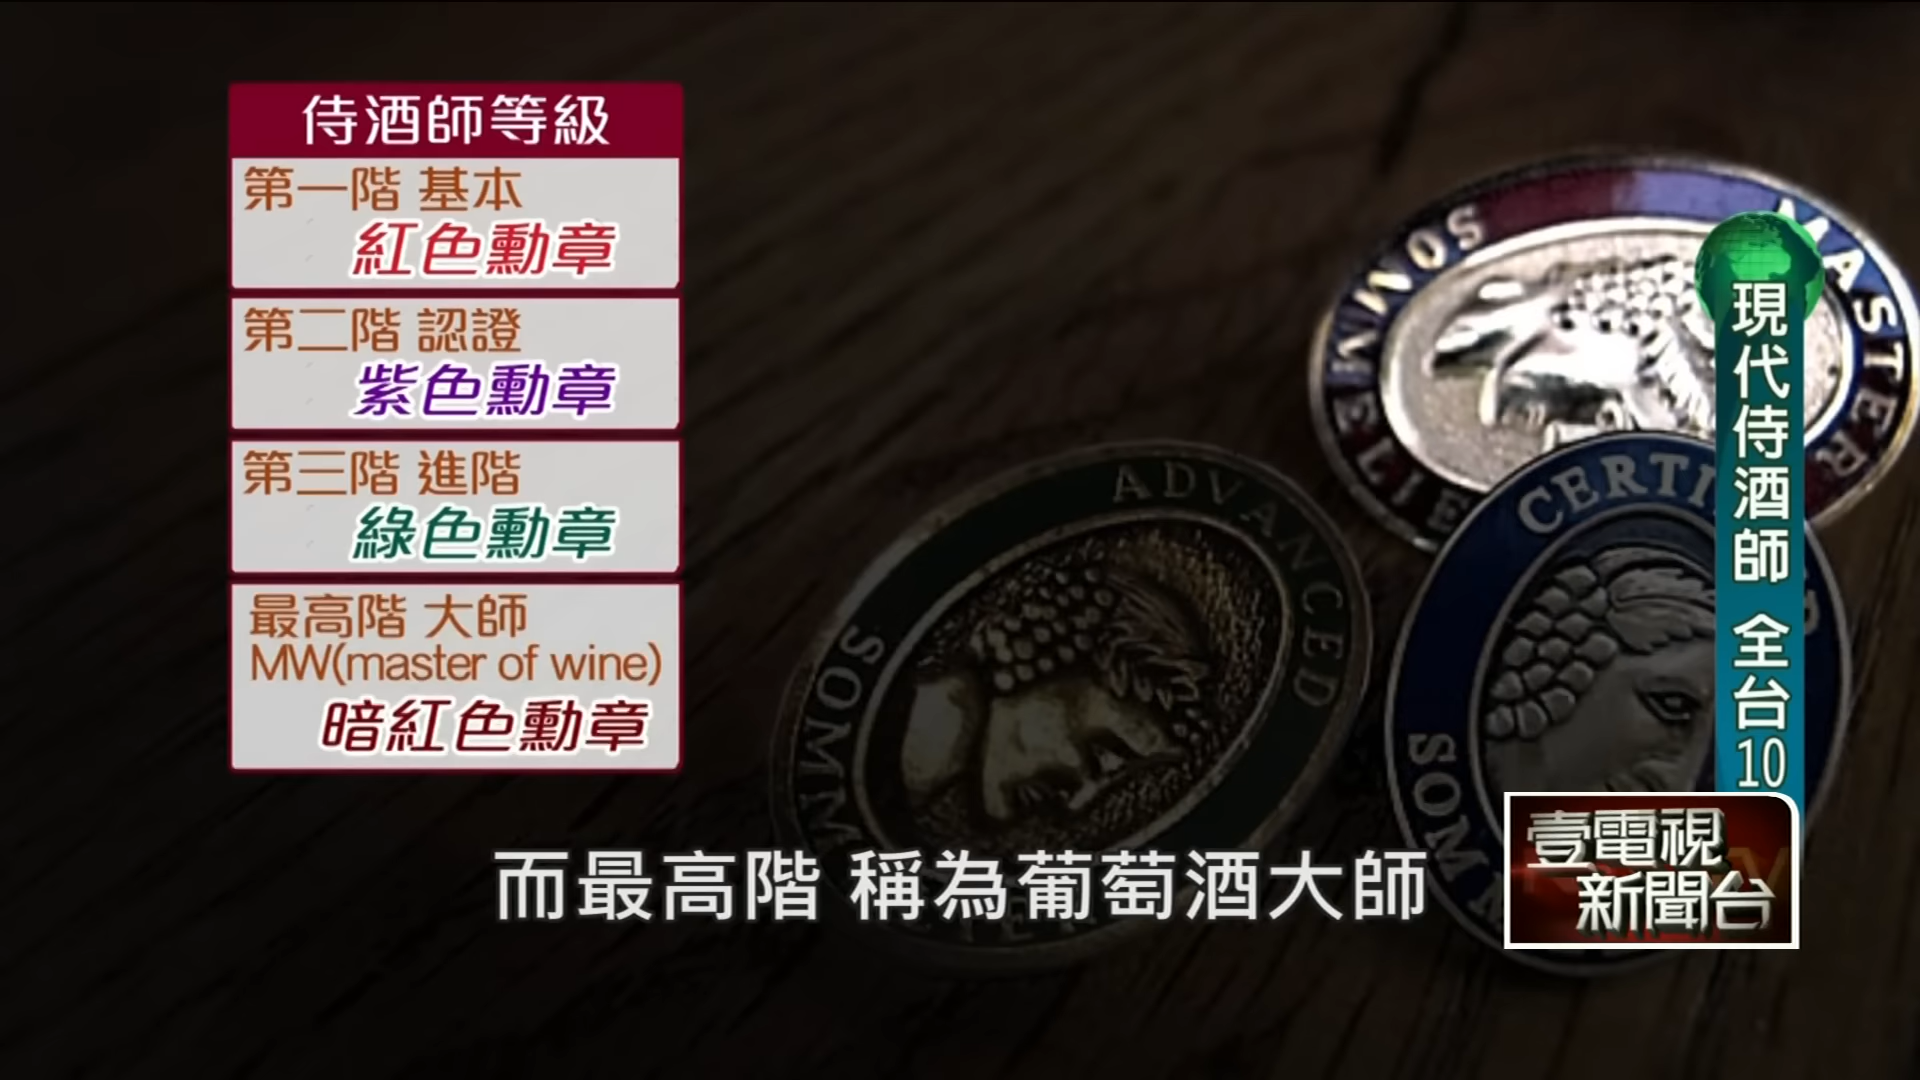 侍酒師等級
第一階 基本
紅色勳章
第二階 認證
紫色勳章
第三階 進階
綠色勳章
最高階 大師
MW(master of wine)
暗紅色勳章
SOMMELIER
MASTER
ADVANCED
SOMM
CERTI
SOMM
現代侍酒師 全台10
而最高階 稱為葡萄酒大師
壹電視
新聞台